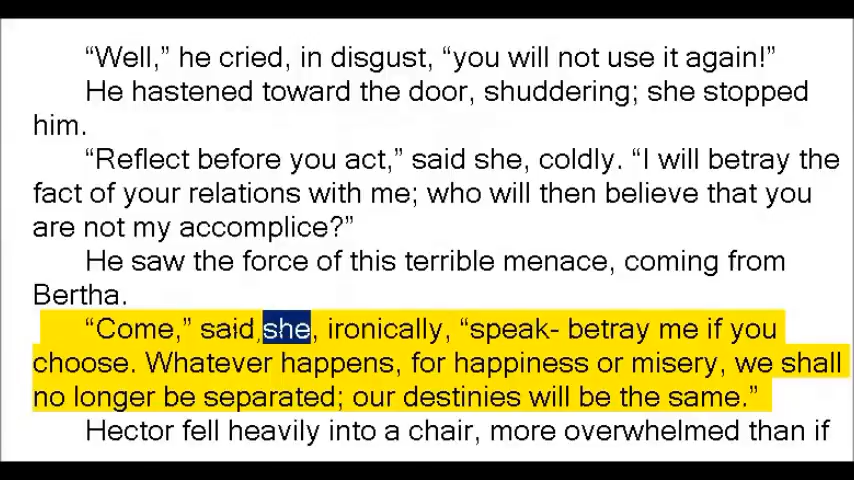 “Well,” he cried, in disgust, “you will not use it again!”
He hastened toward the door, shuddering; she stopped
him.
“Reflect before you act,” said she, coldly. “I will betray the
fact of your relations with me; who will then believe that you
are not my accomplice?”
He saw the force of this terrible menace, coming from
Bertha.
“Come,” said she, ironically, “speak- betray me if you
choose. Whatever happens, for happiness or misery, we shall
no longer be separated; our destinies will be the same.”
Hector fell heavily into a chair, more overwhelmed than if